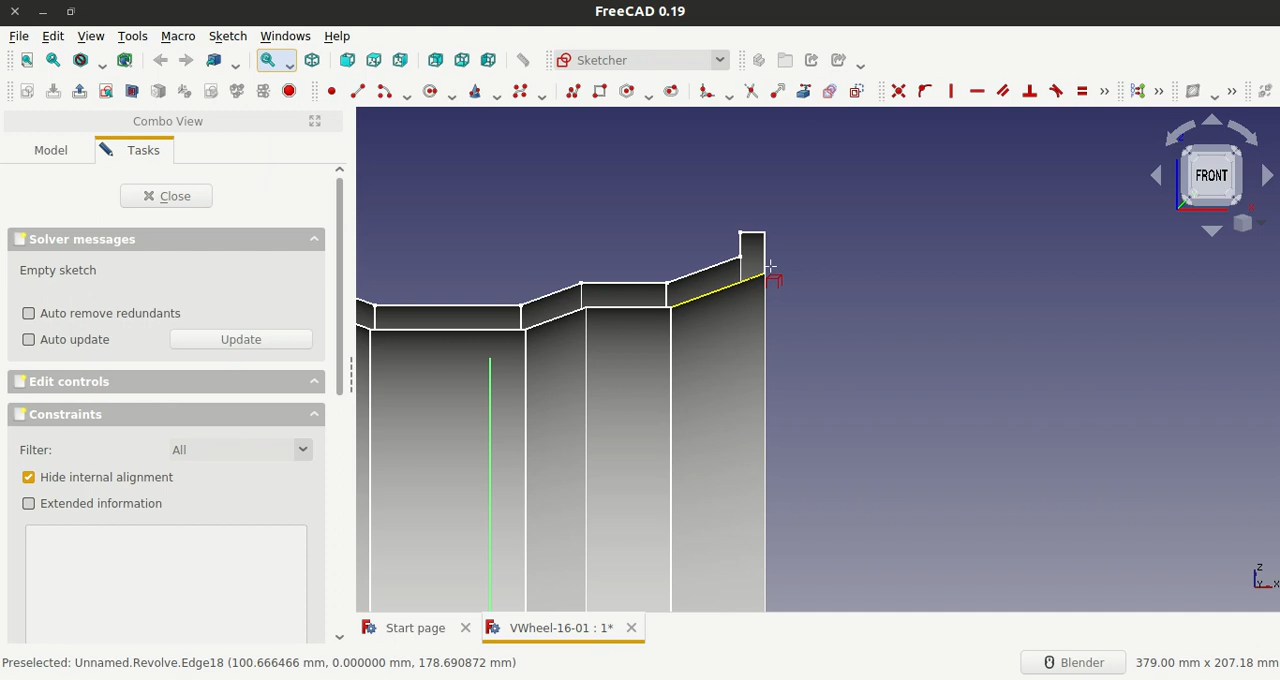 FreeCAD 0.19
File Edit View Tools Macro Sketch Windows Help
Sketcher
Combo View
Model Tasks
Close
Solver messages
Empty sketch
Auto remove redundants
Auto update Update
Edit controls
Constraints
Filter: All
Hide internal alignment
Extended information
FRONT
Z
Y X
Start page VWheel-16-01 : 1*
Preselected: Unnamed.Revolve.Edge18 (100.666466 mm, 0.000000 mm, 178.690872 mm) Blender 379.00 mm x 207.18 mm